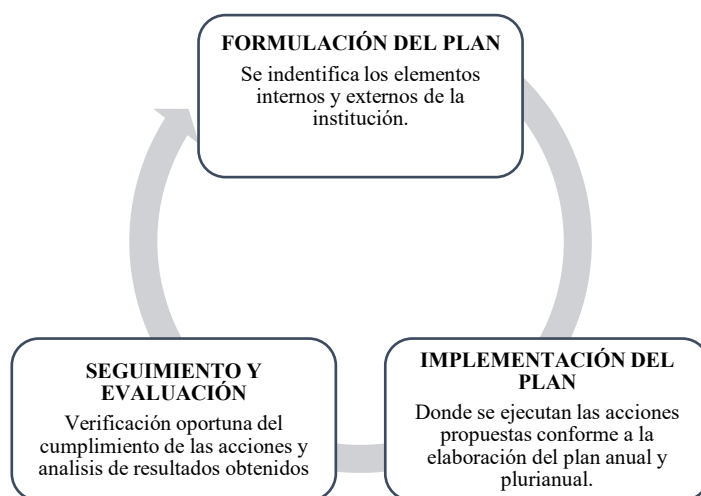 FORMULACIÓN DEL PLAN
Se indentifica los elementos
internos y externos de la
institución.
SEGUIMIENTO Y
EVALUACIÓN
Verificación oportuna del
cumplimiento de las acciones y
analisis de resultados obtenidos
IMPLEMENTACIÓN DEL
PLAN
Donde se ejecutan las acciones
propuestas conforme a la
elaboración del plan anual y
plurianual.